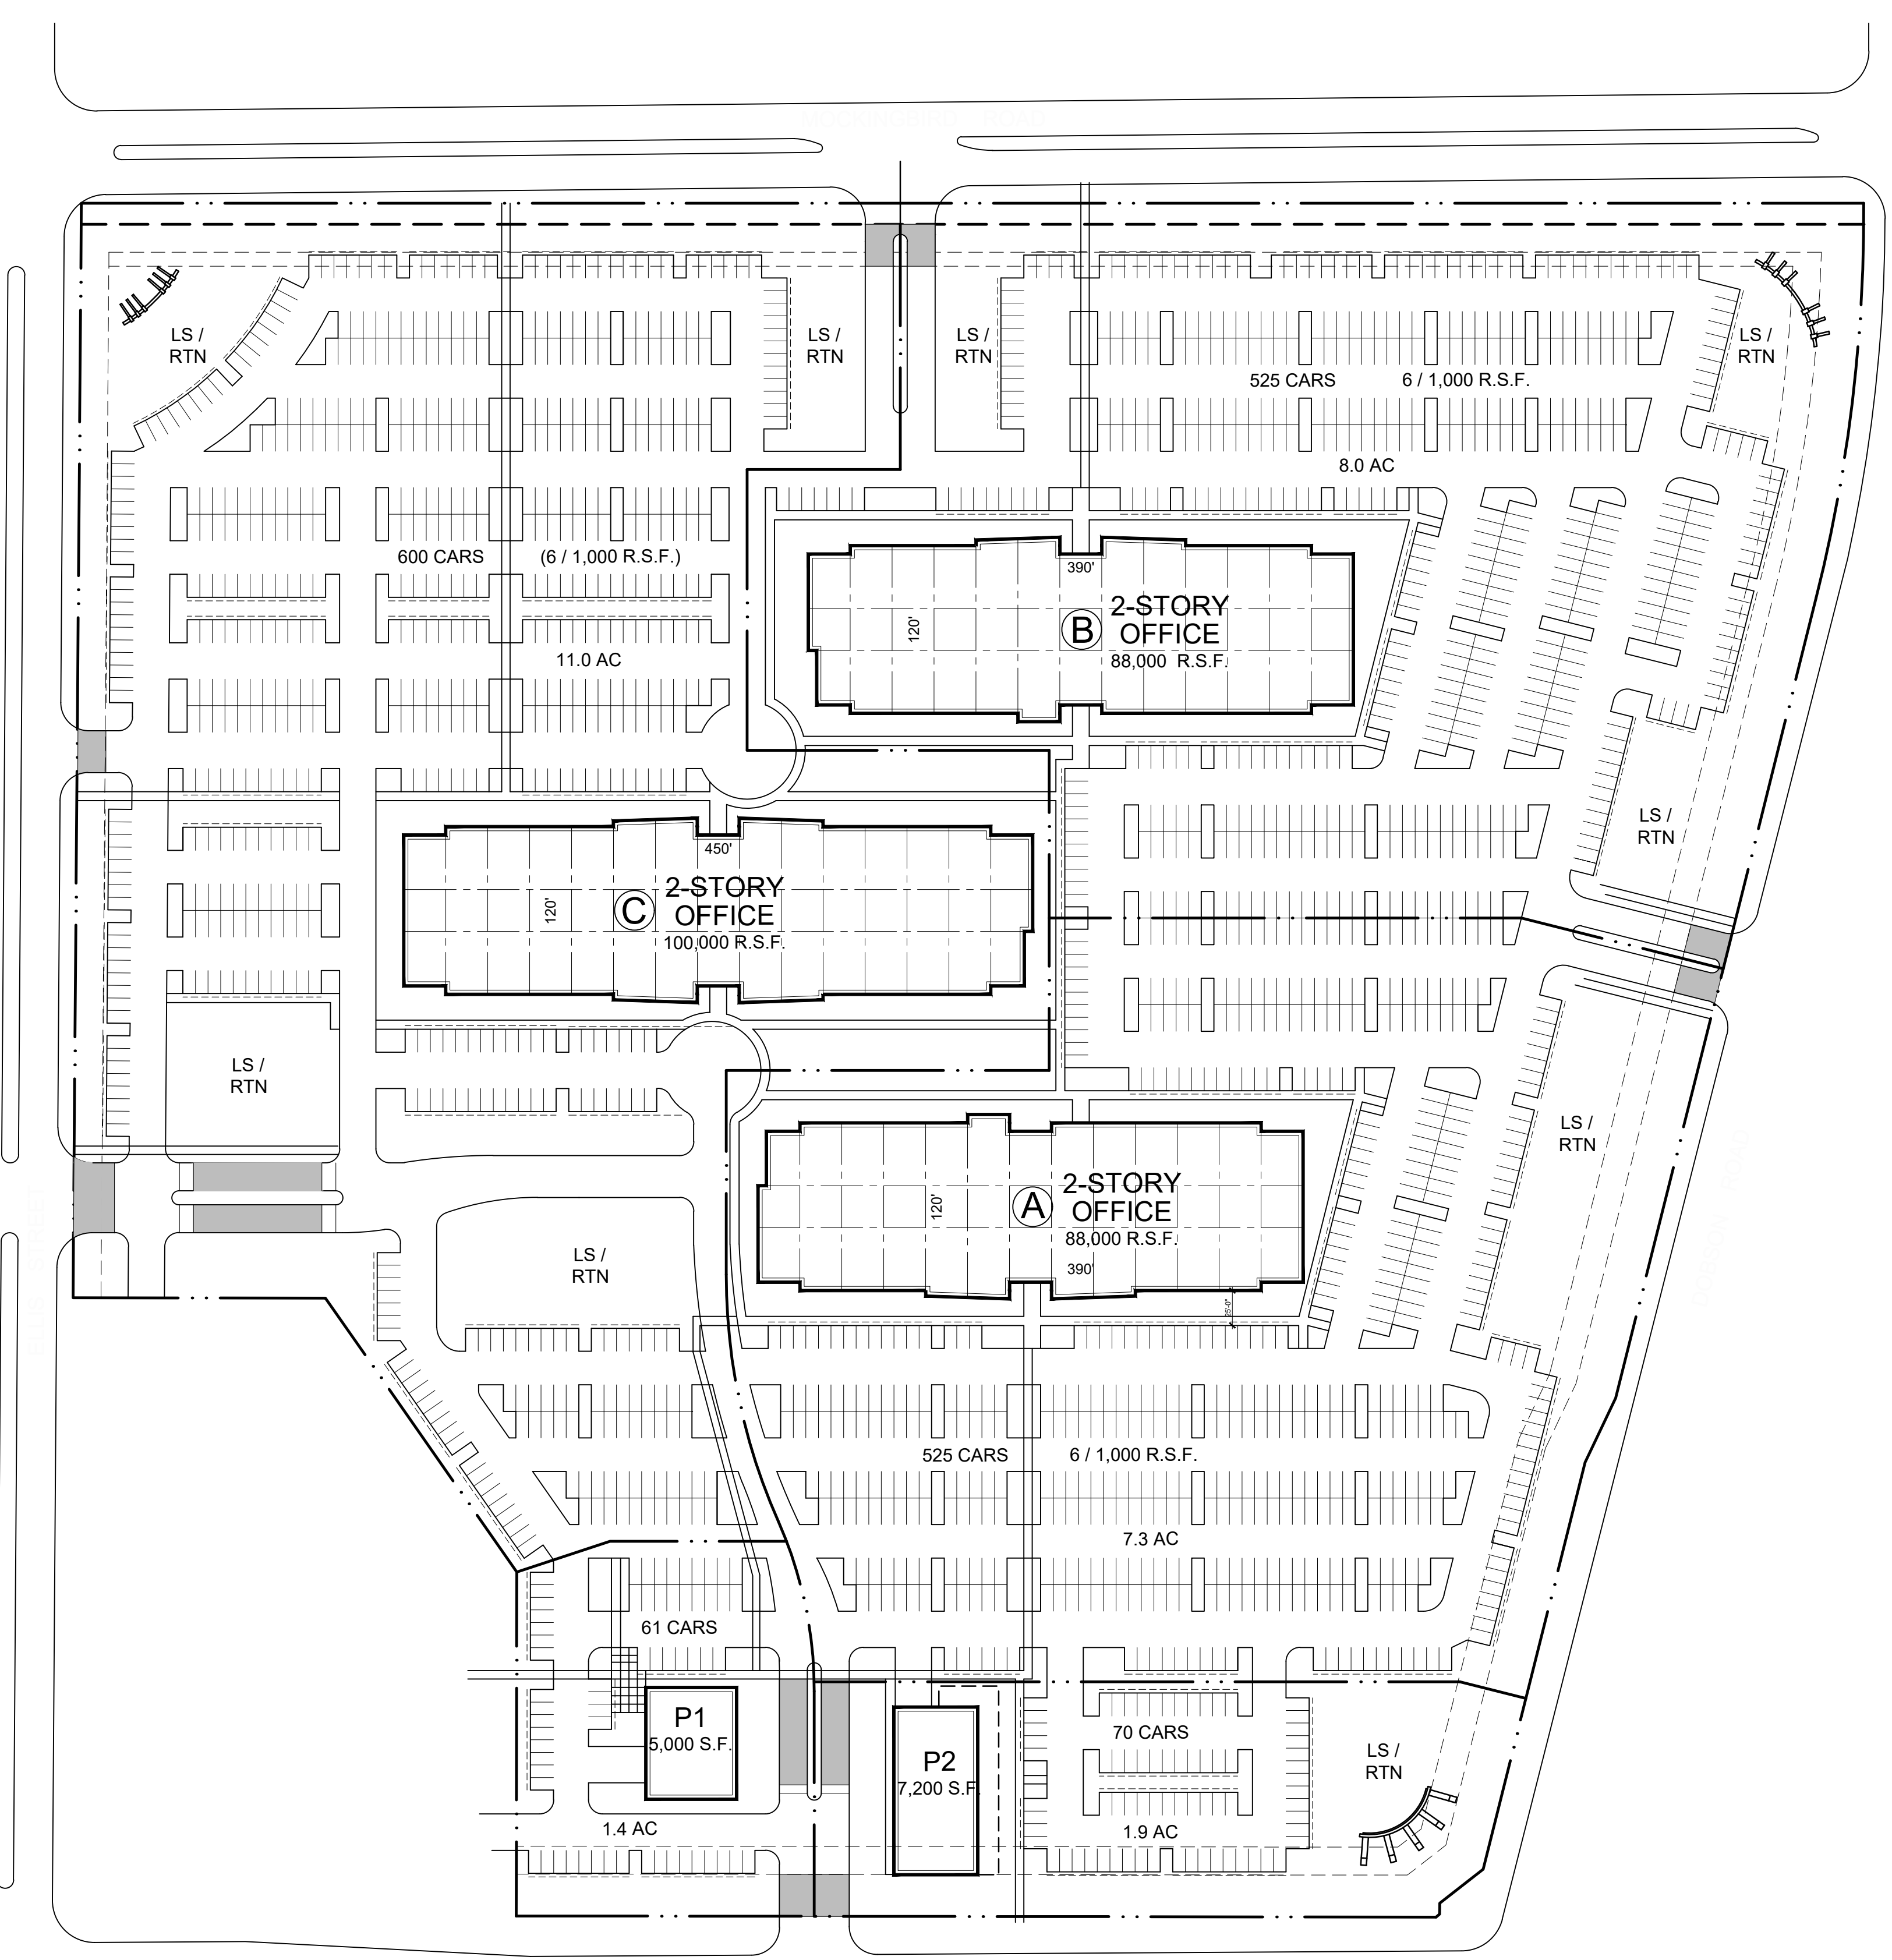 MOCKINGBIRD ROAD
LS /
RTN
LS /
RTN
LS /
RTN
LS /
RTN
525 CARS 6 / 1,000 R.S.F.
8.0 AC
600 CARS (6 / 1,000 R.S.F.)
11.0 AC
390'
120'
B
2-STORY
OFFICE
88,000 R.S.F.
LS /
RTN
450'
120'
C
2-STORY
OFFICE
100,000 R.S.F.
LS /
RTN
LS /
RTN
120'
A
2-STORY
OFFICE
88,000 R.S.F.
390'
LS /
RTN
525 CARS 6 / 1,000 R.S.F.
7.3 AC
61 CARS
P1
5,000 S.F.
70 CARS
P2
7,200 S.F.
LS /
RTN
1.4 AC
1.9 AC